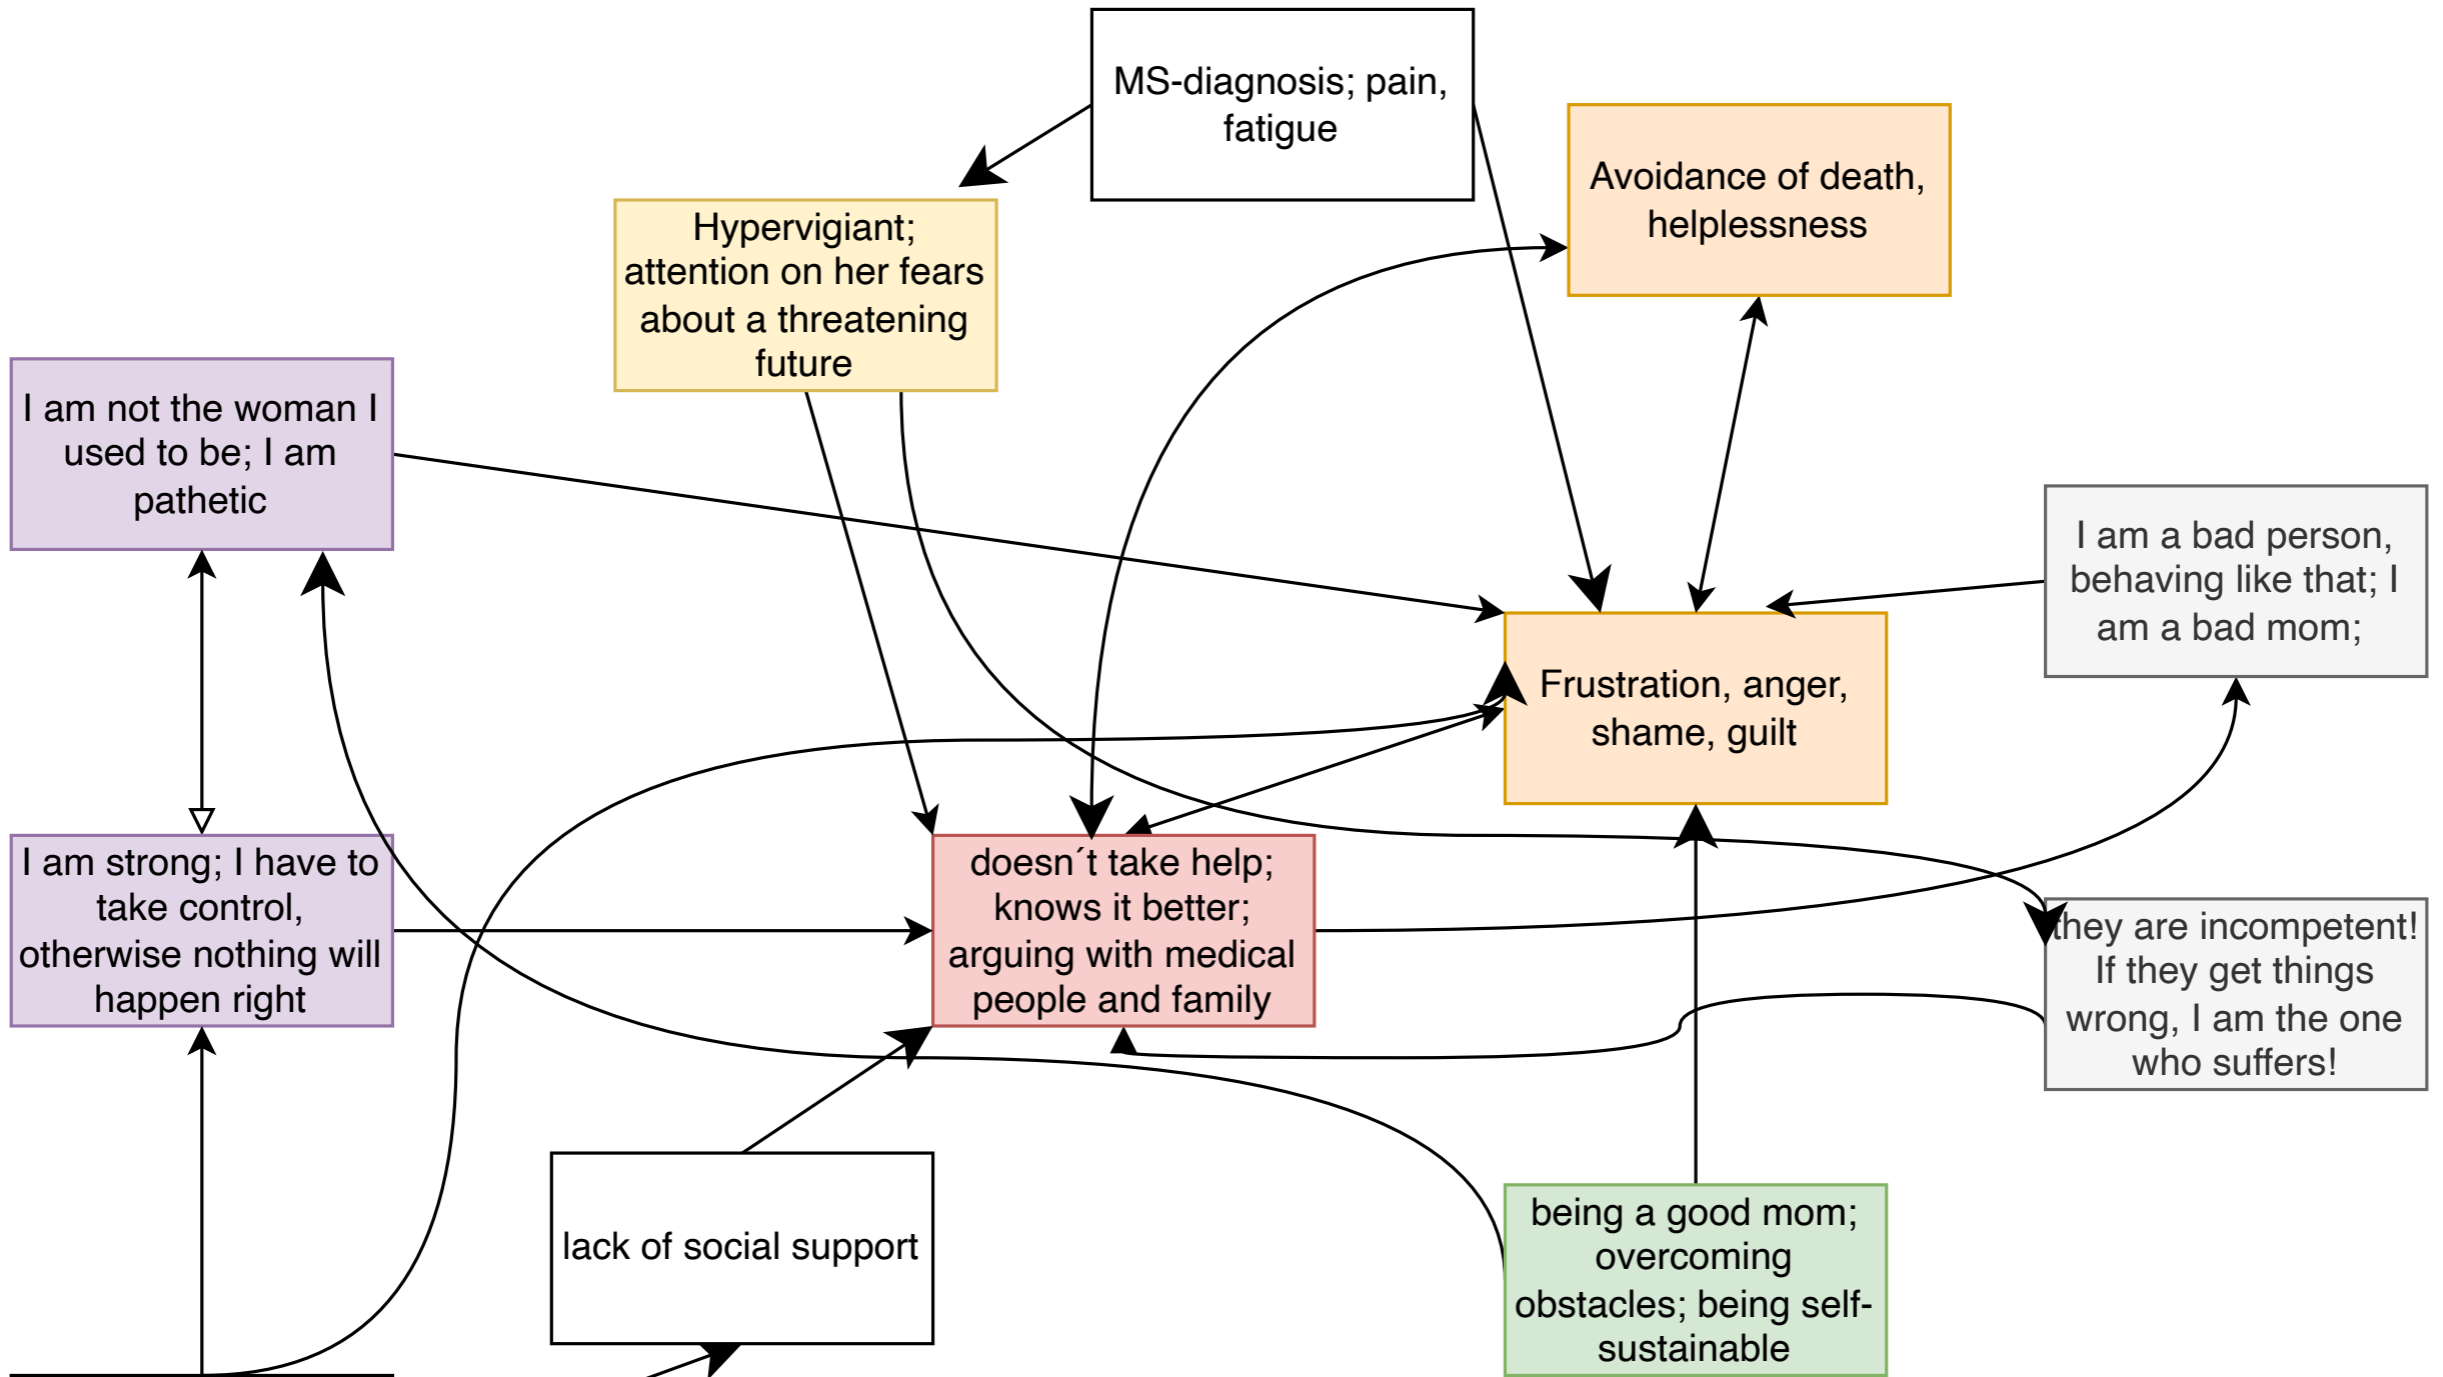 MS-diagnosis; pain,
fatigue
Avoidance of death,
helplessness
Hypervigiant;
attention on her fears
about a threatening
future
I am not the woman I
used to be; I am
pathetic
I am a bad person,
behaving like that; I
am a bad mom;
Frustration, anger,
shame, guilt
I am strong; I have to
take control,
otherwise nothing will
happen right
doesn´t take help;
knows it better;
arguing with medical
people and family
they are incompetent!
If they get things
wrong, I am the one
who suffers!
lack of social support
being a good mom;
overcoming
obstacles; being self-
sustainable